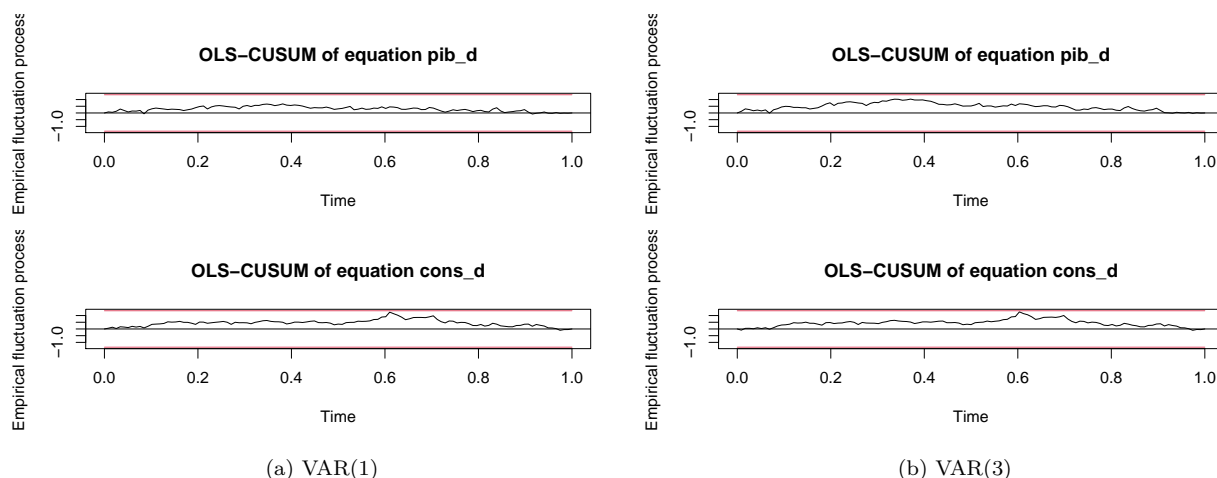 OLS−CUSUM of equation pib_d
Empirical fluctuation process
−1.0
0.0 0.2 0.4 0.6 0.8 1.0
Time
OLS−CUSUM of equation cons_d
Empirical fluctuation process
−1.0
0.0 0.2 0.4 0.6 0.8 1.0
Time
(a) VAR(1)
OLS−CUSUM of equation pib_d
Empirical fluctuation process
−1.0
0.0 0.2 0.4 0.6 0.8 1.0
Time
OLS−CUSUM of equation cons_d
Empirical fluctuation process
−1.0
0.0 0.2 0.4 0.6 0.8 1.0
Time
(b) VAR(3)